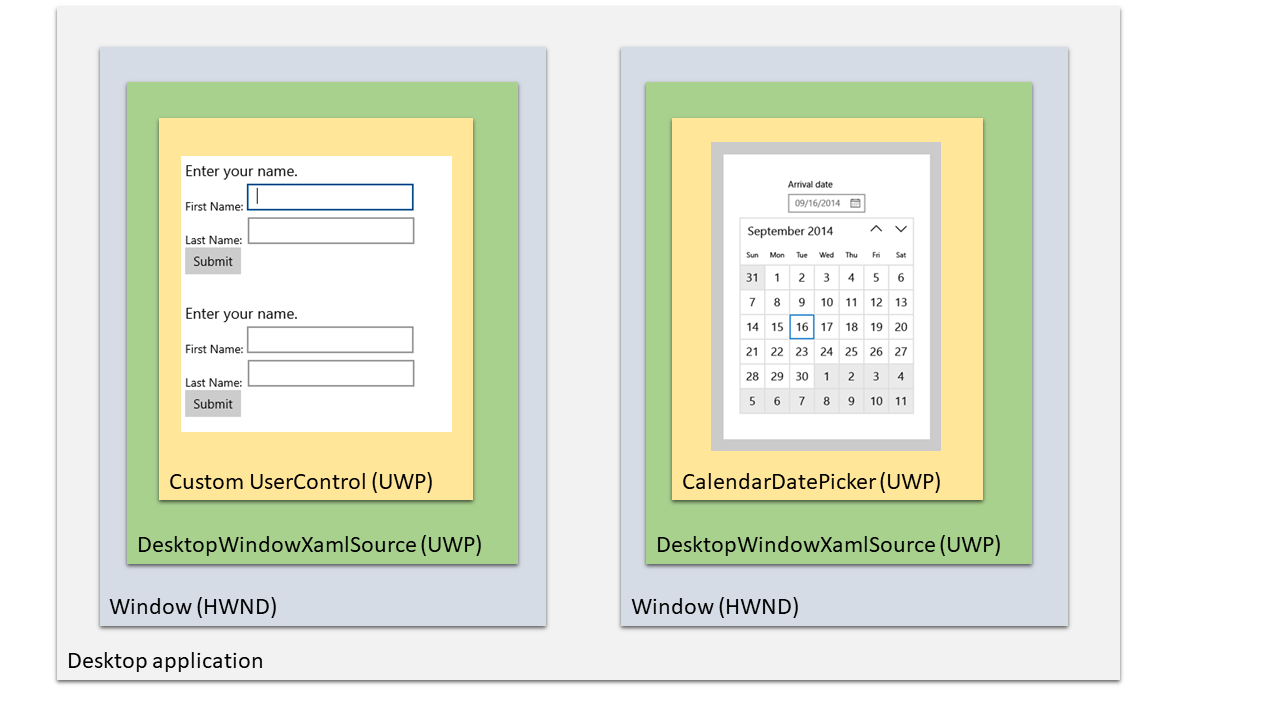 Enter your name.
First Name:
Last Name:
Submit
Enter your name.
First Name:
Last Name:
Submit
Custom UserControl (UWP)
DesktopWindowXamlSource (UWP)
Window (HWND)
Arrival date
09/16/2014
September 2014
Sun Mon Tue Wed Thu Fri Sat
31 1 2 3 4 5 6
7 8 9 10 11 12 13
14 15 16 17 18 19 20
21 22 23 24 25 26 27
28 29 30 1 2 3 4
5 6 7 8 9 10 11
CalendarDatePicker (UWP)
DesktopWindowXamlSource (UWP)
Window (HWND)
Desktop application